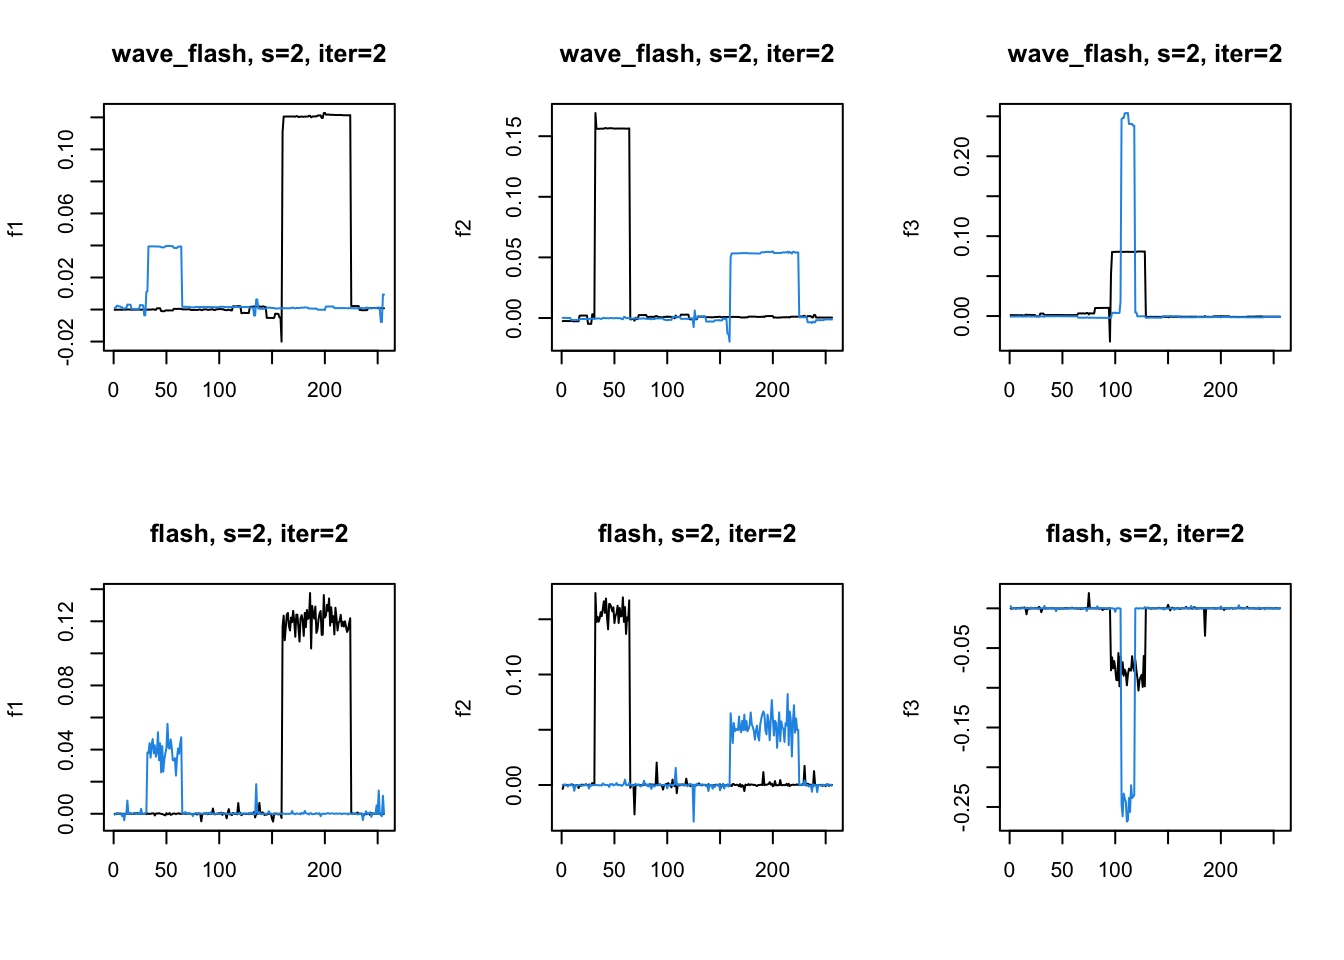 wave_flash, s=2, iter=2
f1
-0.02 0.02 0.06 0.10
0 50 100 200
wave_flash, s=2, iter=2
f2
0.00 0.05 0.10 0.15
0 50 100 200
wave_flash, s=2, iter=2
f3
0.00 0.10 0.20
0 50 100 200
flash, s=2, iter=2
f1
0.00 0.04 0.08 0.12
0 50 100 200
flash, s=2, iter=2
f2
0.00 0.10
0 50 100 200
flash, s=2, iter=2
f3
-0.25 -0.15 -0.05
0 50 100 200